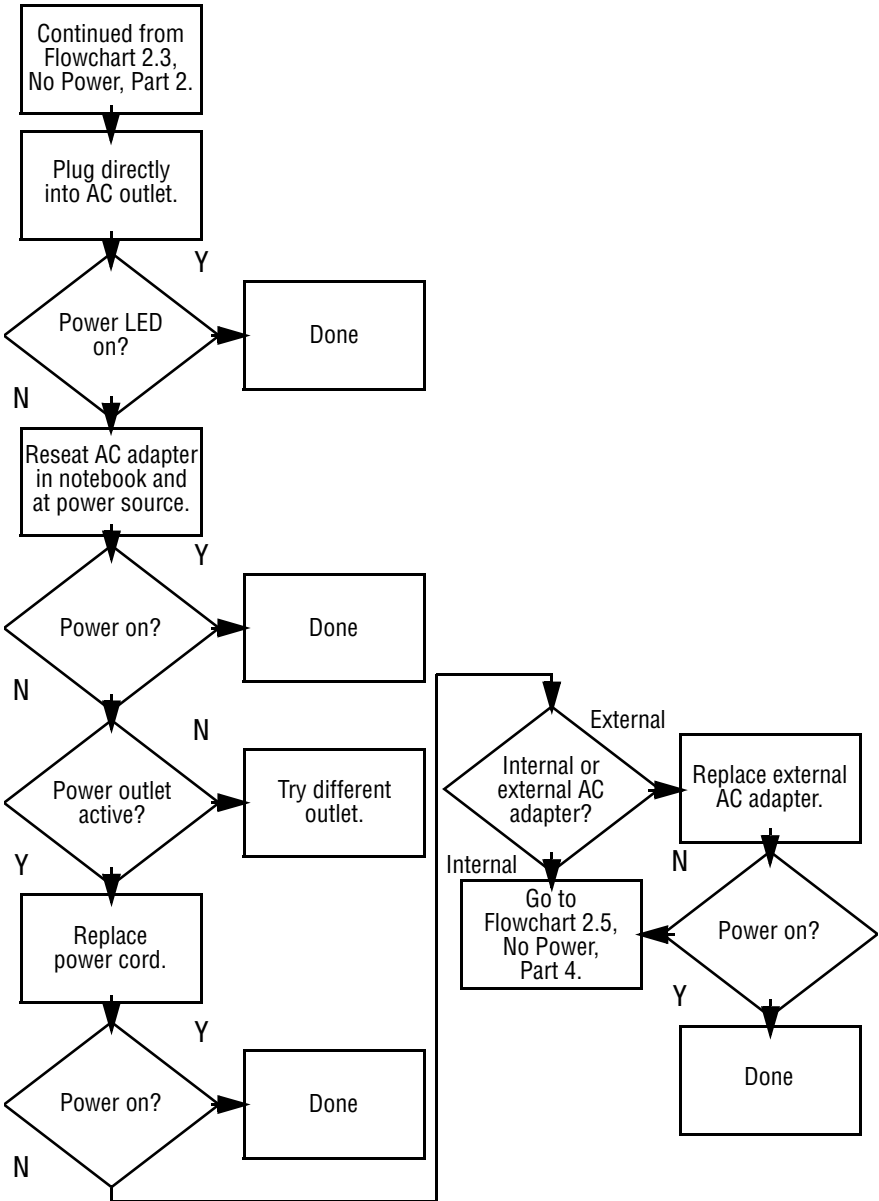 Continued from
Flowchart 2.3,
No Power, Part 2.
Plug directly
into AC outlet.
Y
Power LED
on?
Done
N
Reseat AC adapter
in notebook and
at power source.
Y
Power on?
Done
N
N
Power outlet
active?
Try different
outlet.
Y
Replace
power cord.
Y
Power on?
Done
N
External
Internal or
external AC
adapter?
Replace external
AC adapter.
Internal
N
Go to
Flowchart 2.5,
No Power,
Part 4.
Power on?
Y
Done